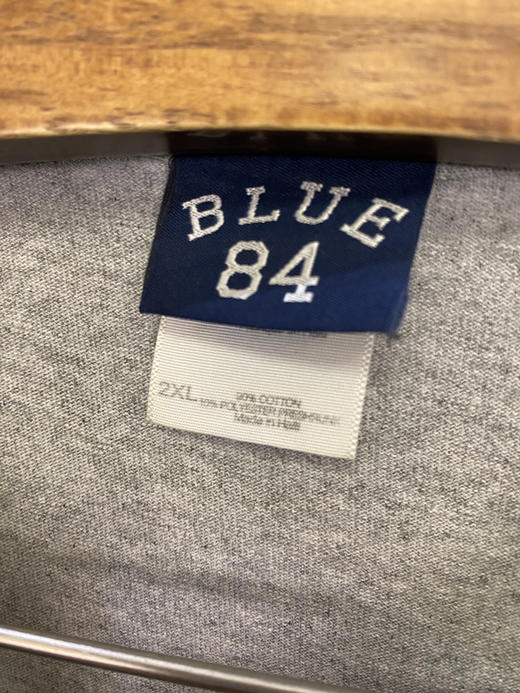 BLUE
84
2XL 90% COTTON
10% POLYESTER PRESHRUNK
Made in Haiti